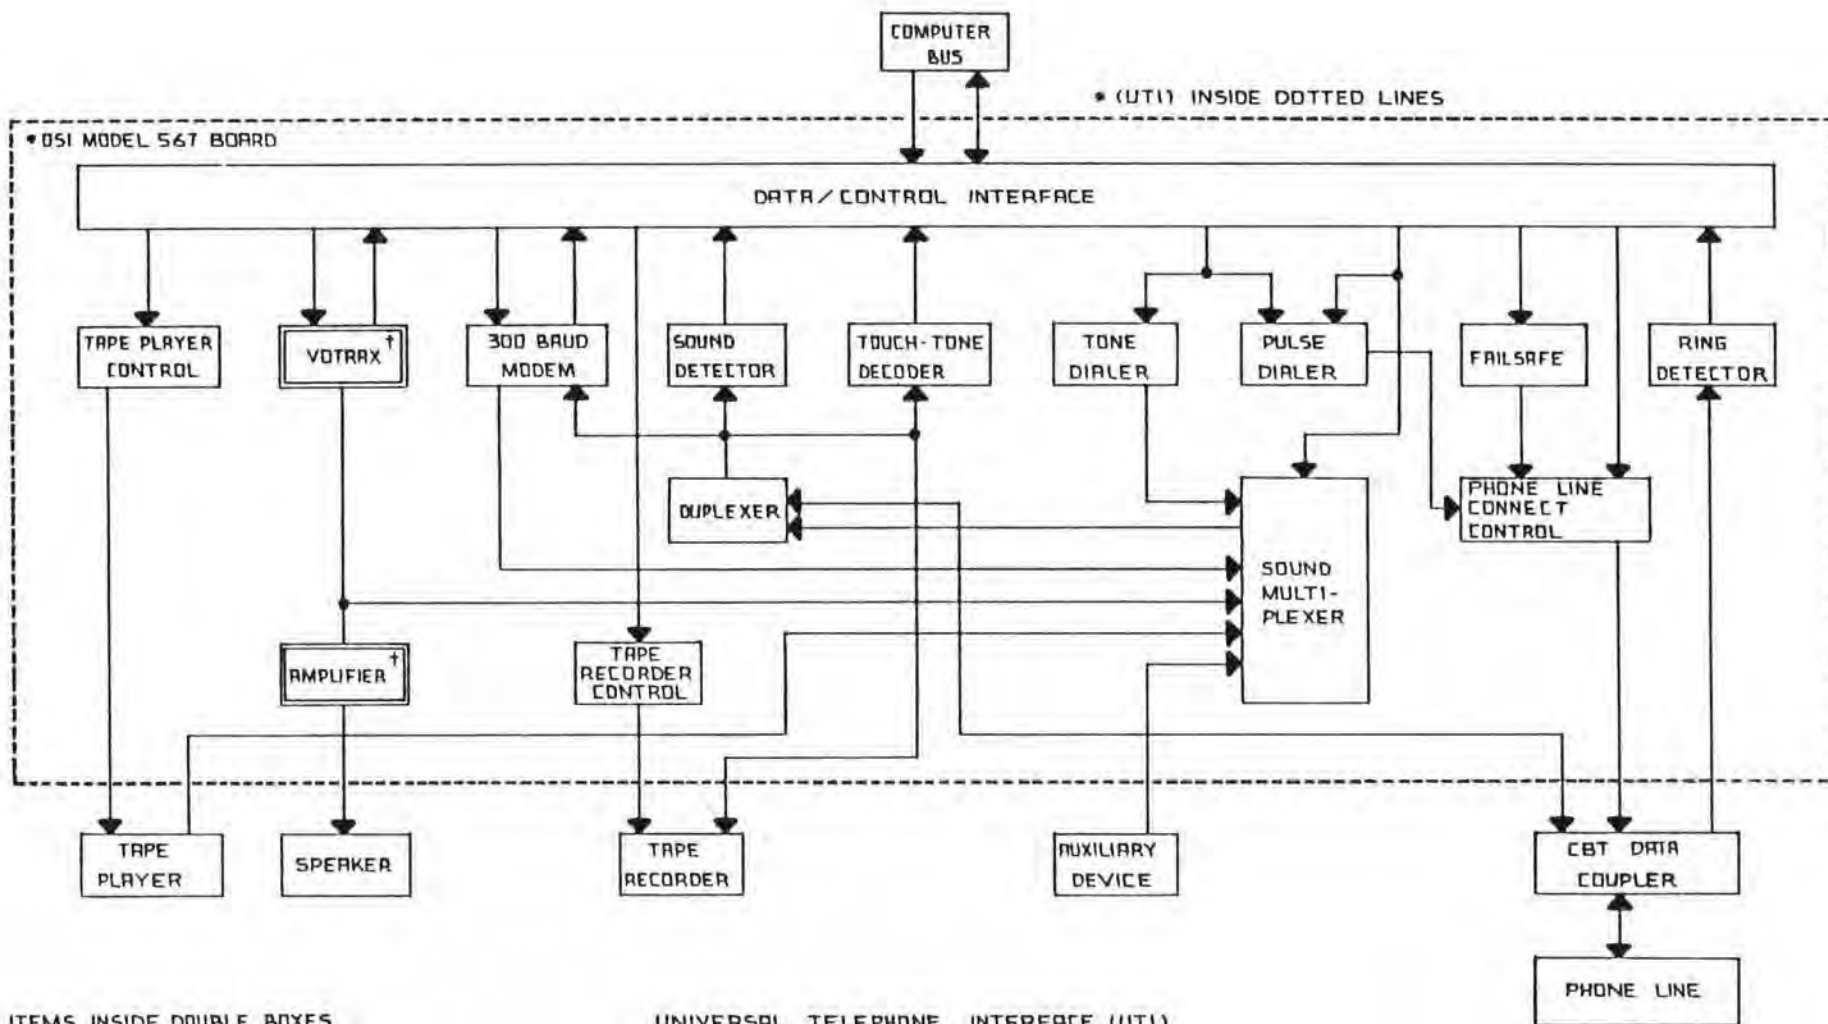 COMPUTER
BUS
* (UTI) INSIDE DOTTED LINES
* OSI MODEL 567 BOARD
DATA/CONTROL INTERFACE
TAPE PLAYER
CONTROL
VOTRAX †
300 BAUD
MODEM
SOUND
DETECTOR
TOUCH-TONE
DECODER
TONE
DIALER
PULSE
DIALER
FAILSAFE
RING
DETECTOR
DUPLEXER
PHONE LINE
CONNECT
CONTROL
SOUND
MULTI-
PLEXER
AMPLIFIER †
TAPE
RECORDER
CONTROL
TAPE
PLAYER
SPEAKER
TAPE
RECORDER
AUXILIARY
DEVICE
CBT DATA
COUPLER
PHONE LINE
ITEMS INSIDE DOUBLE BOXES
UNIVERSAL TELEPHONE INTERFACE (UTI)